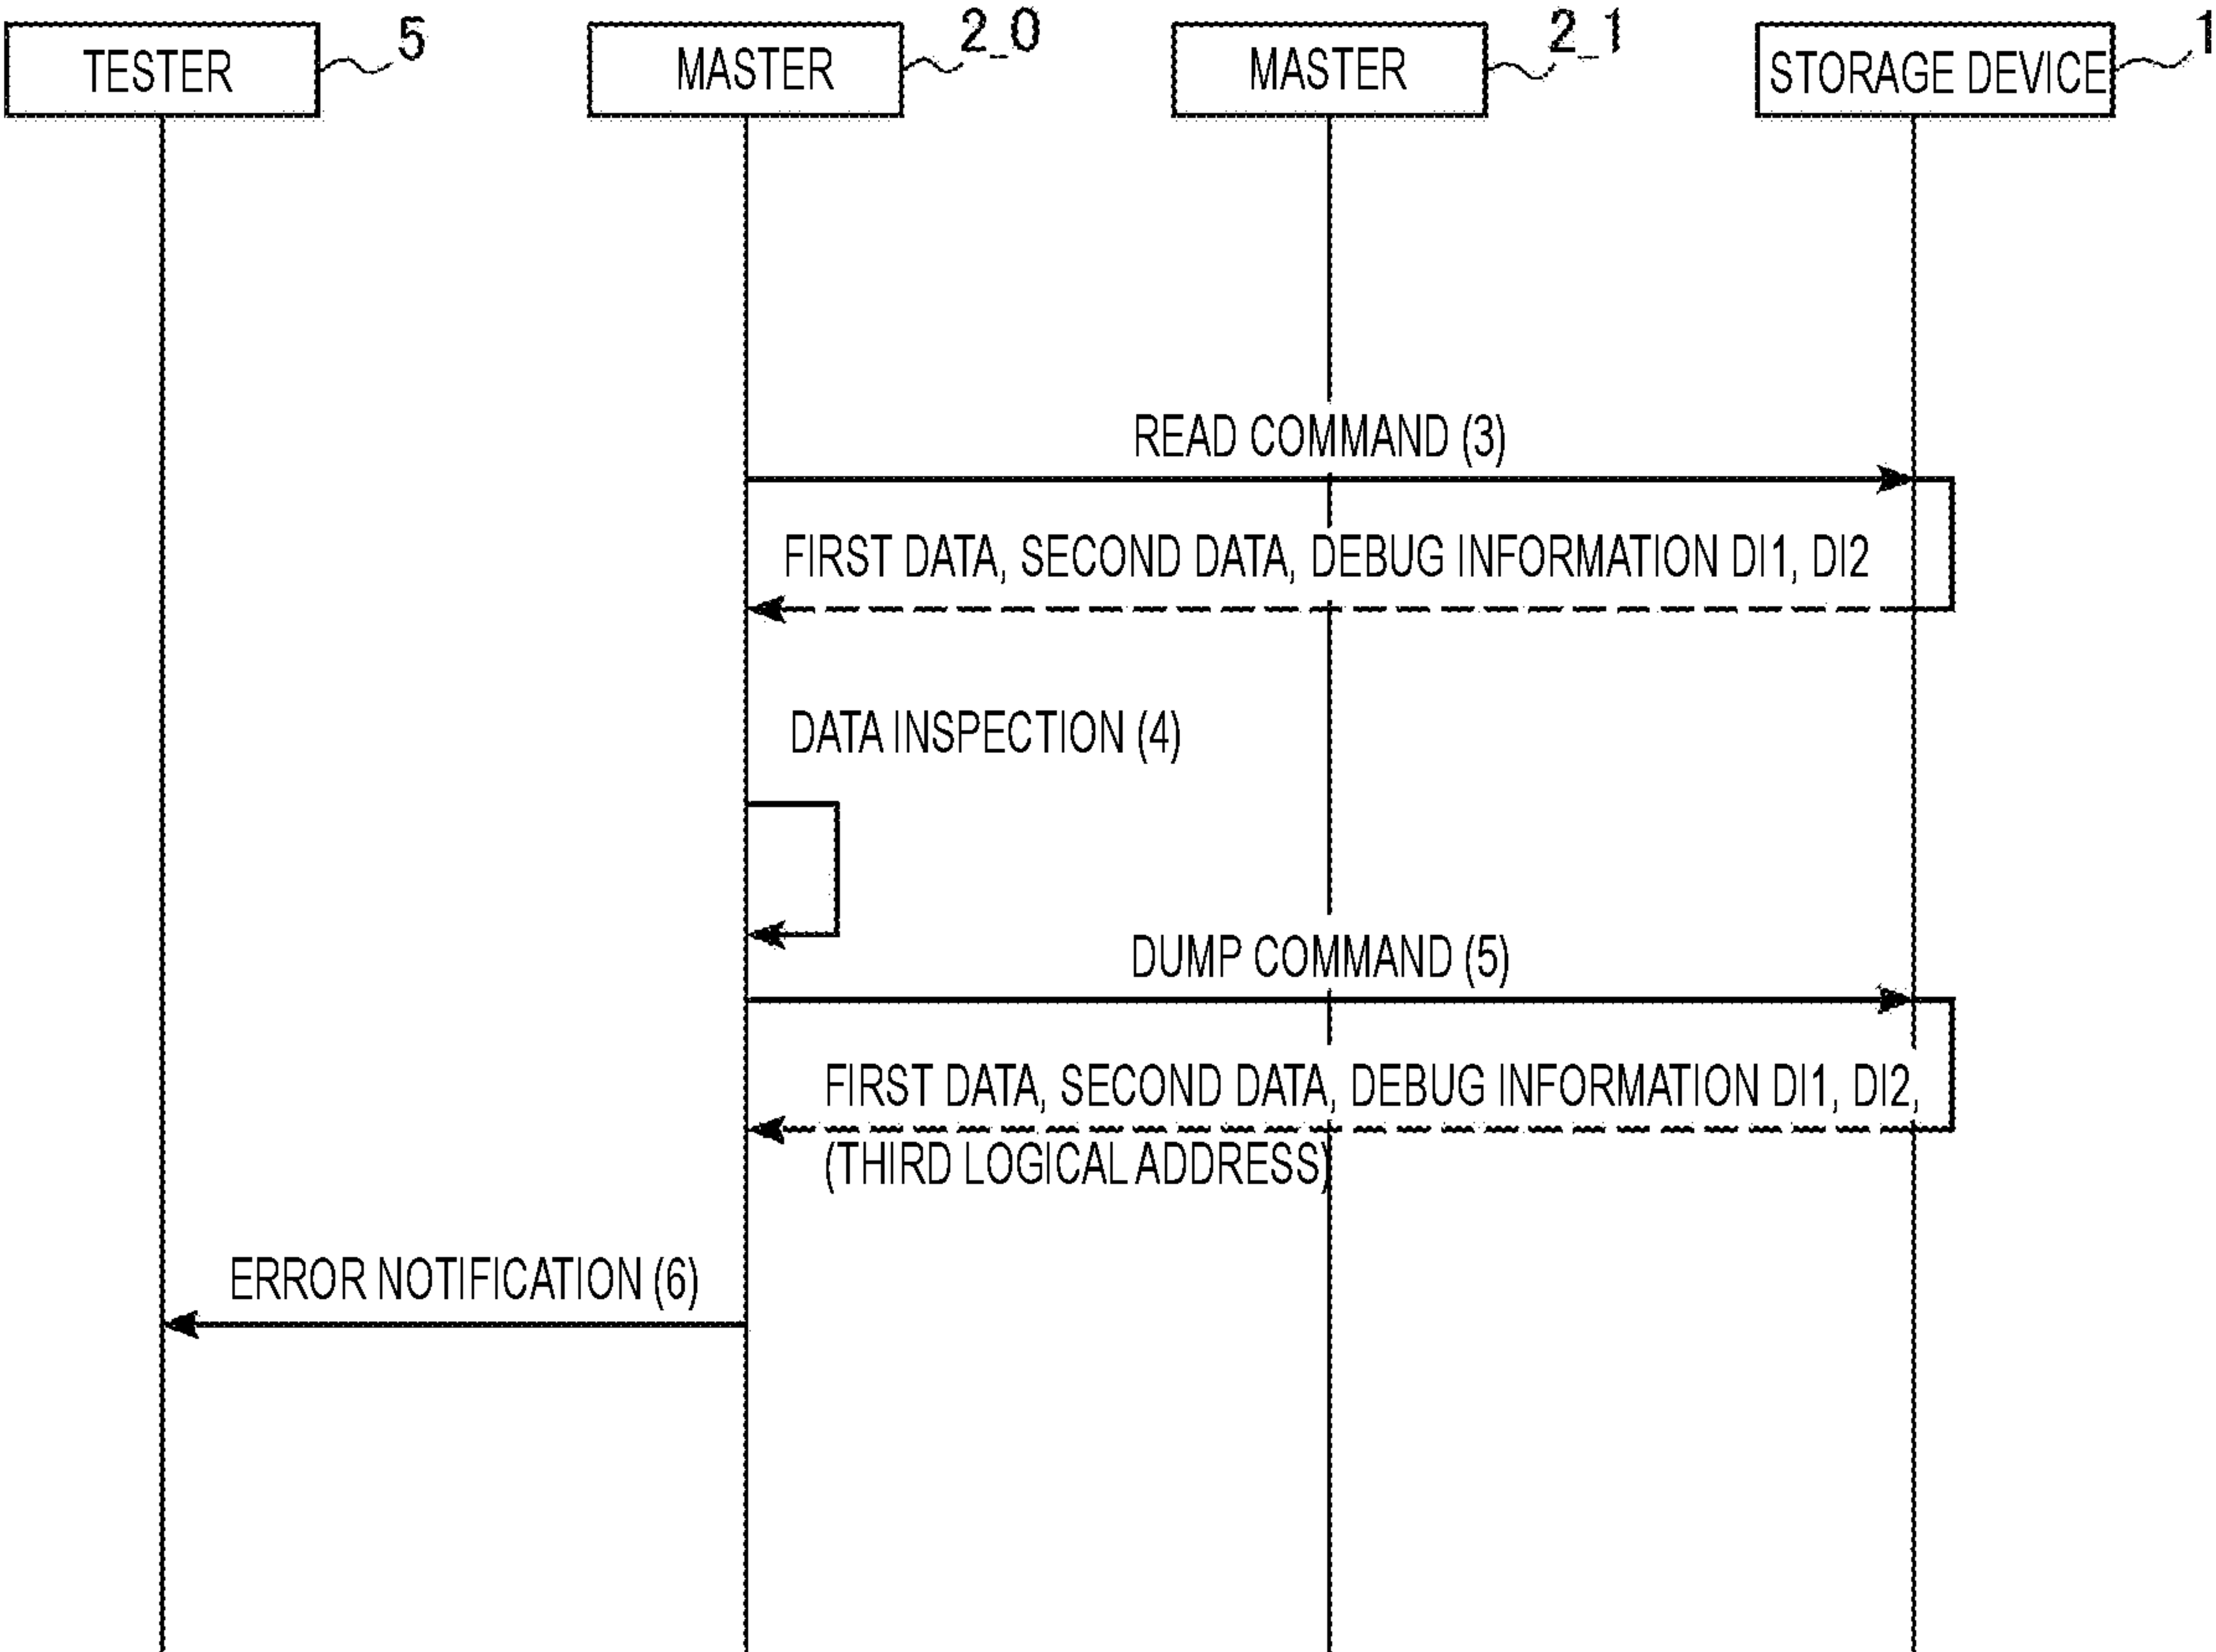 TESTER
5
MASTER
2_0
MASTER
2_1
STORAGE DEVICE
1
READ COMMAND (3)
FIRST DATA, SECOND DATA, DEBUG INFORMATION DI1, DI2
DATA INSPECTION (4)
DUMP COMMAND (5)
FIRST DATA, SECOND DATA, DEBUG INFORMATION DI1, DI2,
(THIRD LOGICAL ADDRESS)
ERROR NOTIFICATION (6)